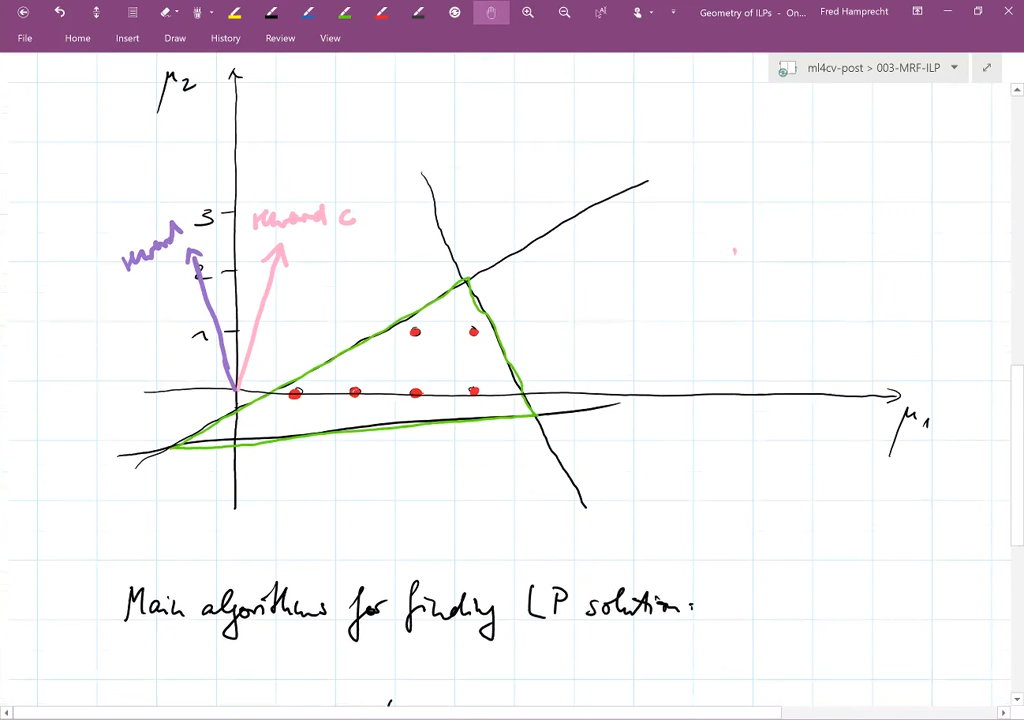 Geometry of ILPs - On...
Fred Hamprecht
File Home Insert Draw History Review View
ml4cv-post > 003-MRF-ILP
μ2
3
reward c
reward
2
1
μ1
Main algorithms for finding LP solution: